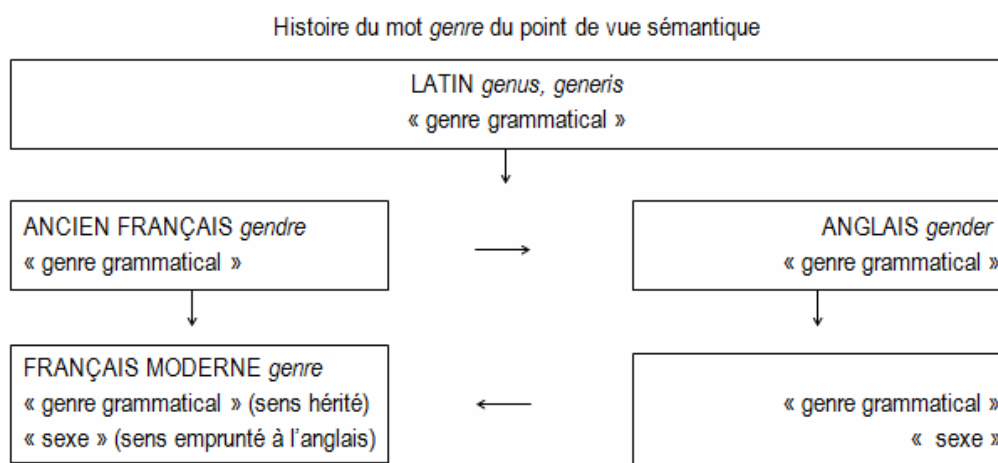 Histoire du mot genre du point de vue sémantique
LATIN genus, generis
« genre grammatical »
ANCIEN FRANÇAIS gendre
« genre grammatical »
ANGLAIS gender
« genre grammatical »
FRANÇAIS MODERNE genre
« genre grammatical » (sens hérité)
« sexe » (sens emprunté à l’anglais)
« genre grammatical »
« sexe »